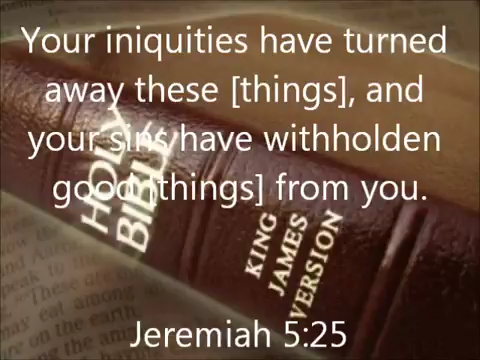 Your iniquities have turned
away these [things], and
your sins have withholden
good [things] from you.
HOLY
BIBLE
KING
JAMES
VERSION
Jeremiah 5:25